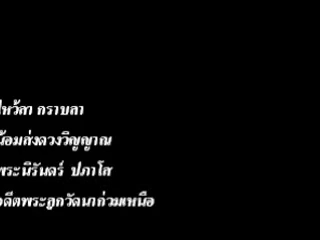 ไหว้ลา กราบลา
น้อมส่งดวงวิญญาณ
พระนิรันดร์ ปภาโส
อดีตพระลูกวัดนาก่วมเหนือ